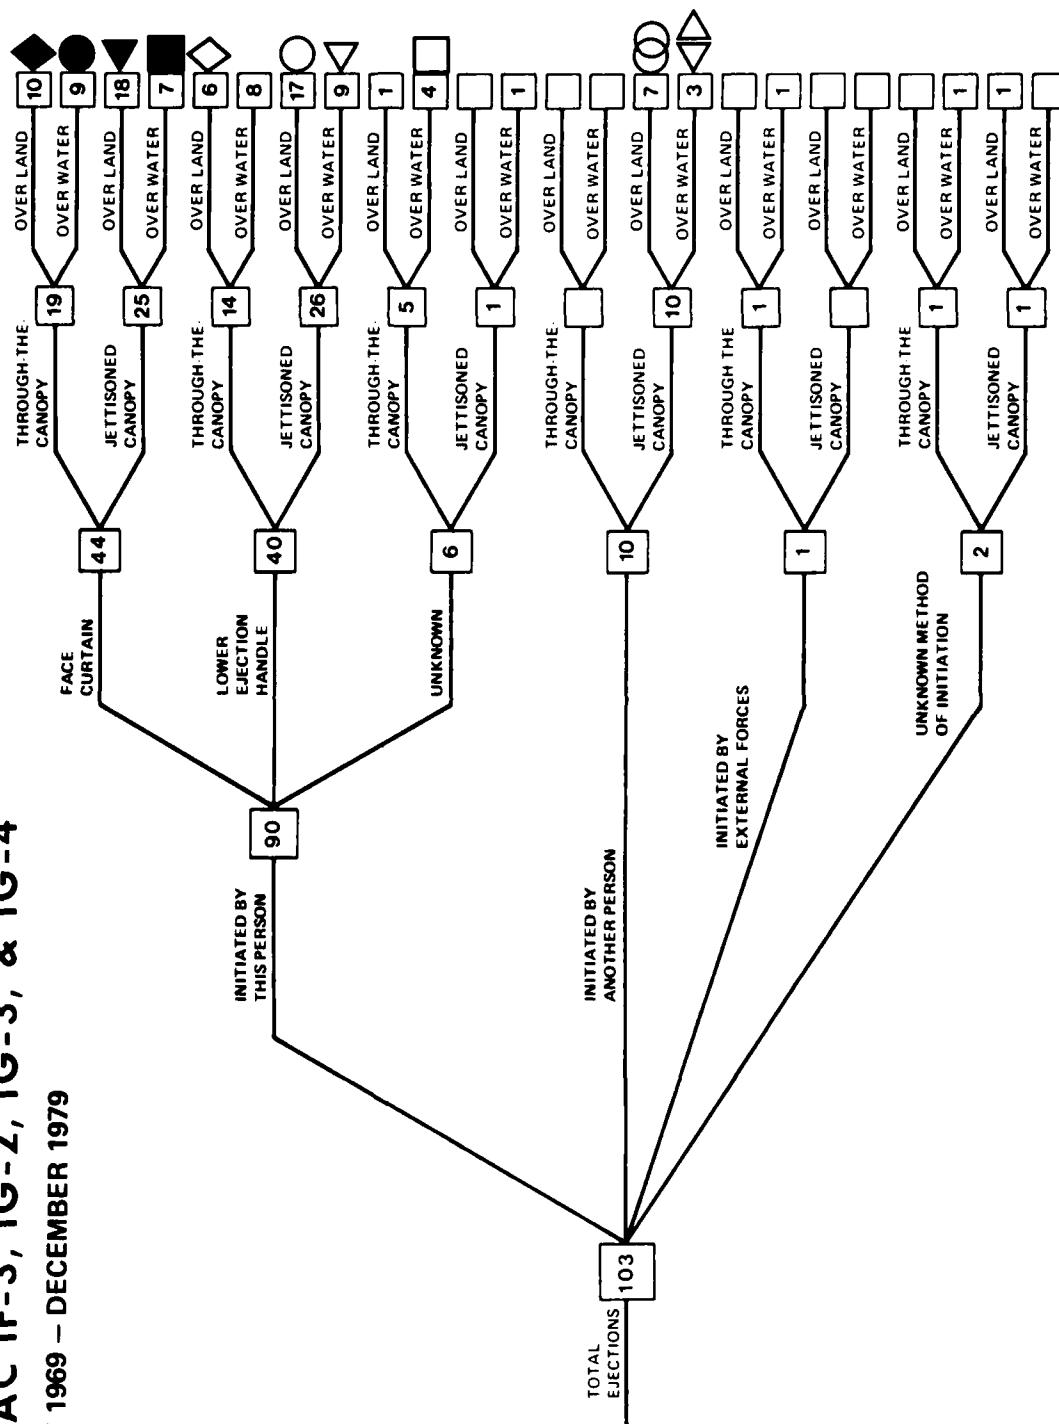 AC IF-3, IG-2, IG-3, & IG-4
1969 – DECEMBER 1979
TOTAL
EJECTIONS
103
INITIATED BY
THIS PERSON
90
FACE
CURTAIN
44
THROUGH-THE-
CANOPY
19
OVER LAND
10
OVER WATER
9
JETTISONED
CANOPY
25
OVER LAND
18
OVER WATER
7
LOWER
EJECTION
HANDLE
40
THROUGH-THE-
CANOPY
14
OVER LAND
6
OVER WATER
8
JETTISONED
CANOPY
26
OVER LAND
17
OVER WATER
9
UNKNOWN
6
THROUGH-THE-
CANOPY
5
OVER LAND
1
OVER WATER
4
JETTISONED
CANOPY
1
OVER LAND
OVER WATER
1
INITIATED BY
ANOTHER PERSON
10
THROUGH-THE-
CANOPY
OVER LAND
OVER WATER
JETTISONED
CANOPY
10
OVER LAND
7
OVER WATER
3
INITIATED BY
EXTERNAL FORCES
1
THROUGH THE
CANOPY
1
OVER LAND
OVER WATER
1
JETTISONED
CANOPY
OVER LAND
OVER WATER
UNKNOWN METHOD
OF INITIATION
2
THROUGH-THE
CANOPY
1
OVER LAND
OVER WATER
1
JETTISONED
CANOPY
1
OVER LAND
1
OVER WATER